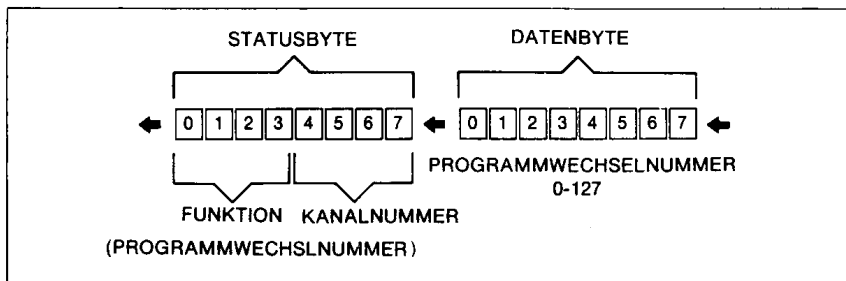 STATUSBYTE DATENBYTE
0 1 2 3 4 5 6 7 0 1 2 3 4 5 6 7
PROGRAMMWECHSELNUMMER
0-127
FUNKTION KANALNUMMER
(PROGRAMMWECHSLNUMMER)